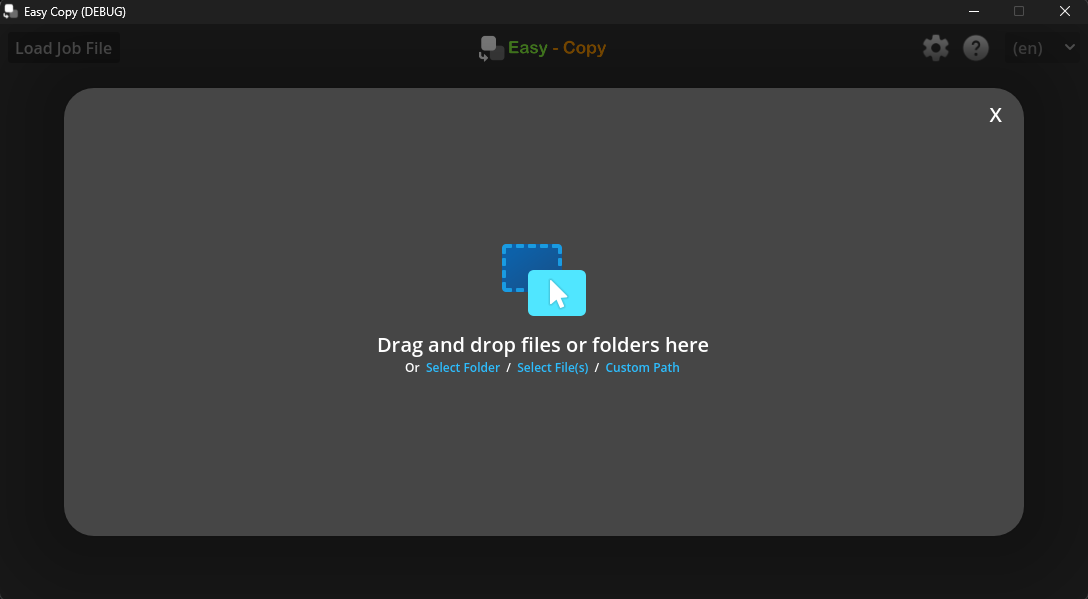 Easy Copy (DEBUG)
Load Job File
Easy - Copy
?
(en)
X
Drag and drop files or folders here
Or Select Folder / Select File(s) / Custom Path